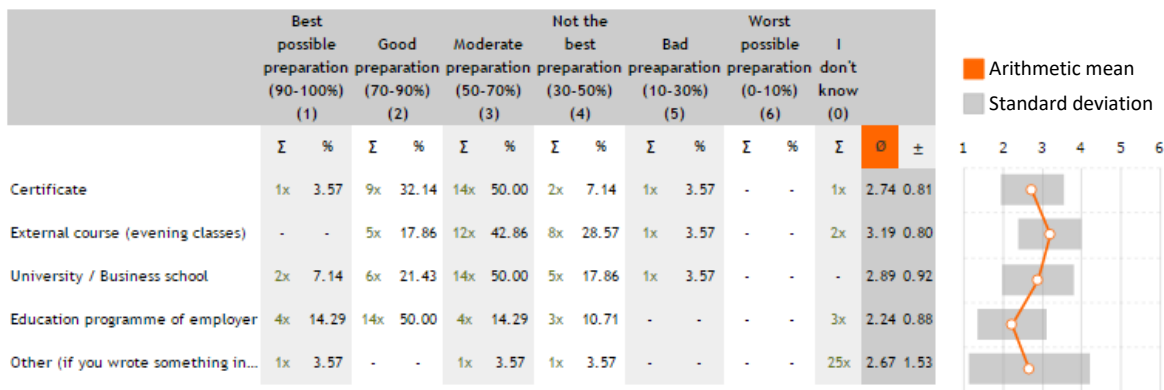 Best possible preparation (90-100%) (1) Good preparation (70-90%) (2) Moderate preparation (50-70%) (3) Not the best preparation (30-50%) (4) Bad preaparation (10-30%) (5) Worst possible preparation (0-10%) (6) I don't know (0)
Arithmetic mean
Standard deviation
Σ % Σ % Σ % Σ % Σ % Σ % Σ Ø ± 1 2 3 4 5 6
Certificate 1x 3.57 9x 32.14 14x 50.00 2x 7.14 1x 3.57 - - 1x 2.74 0.81
External course (evening classes) - - 5x 17.86 12x 42.86 8x 28.57 1x 3.57 - - 2x 3.19 0.80
University / Business school 2x 7.14 6x 21.43 14x 50.00 5x 17.86 1x 3.57 - - - 2.89 0.92
Education programme of employer 4x 14.29 14x 50.00 4x 14.29 3x 10.71 - - - - 3x 2.24 0.88
Other (if you wrote something in... 1x 3.57 - - 1x 3.57 1x 3.57 - - - - 25x 2.67 1.53